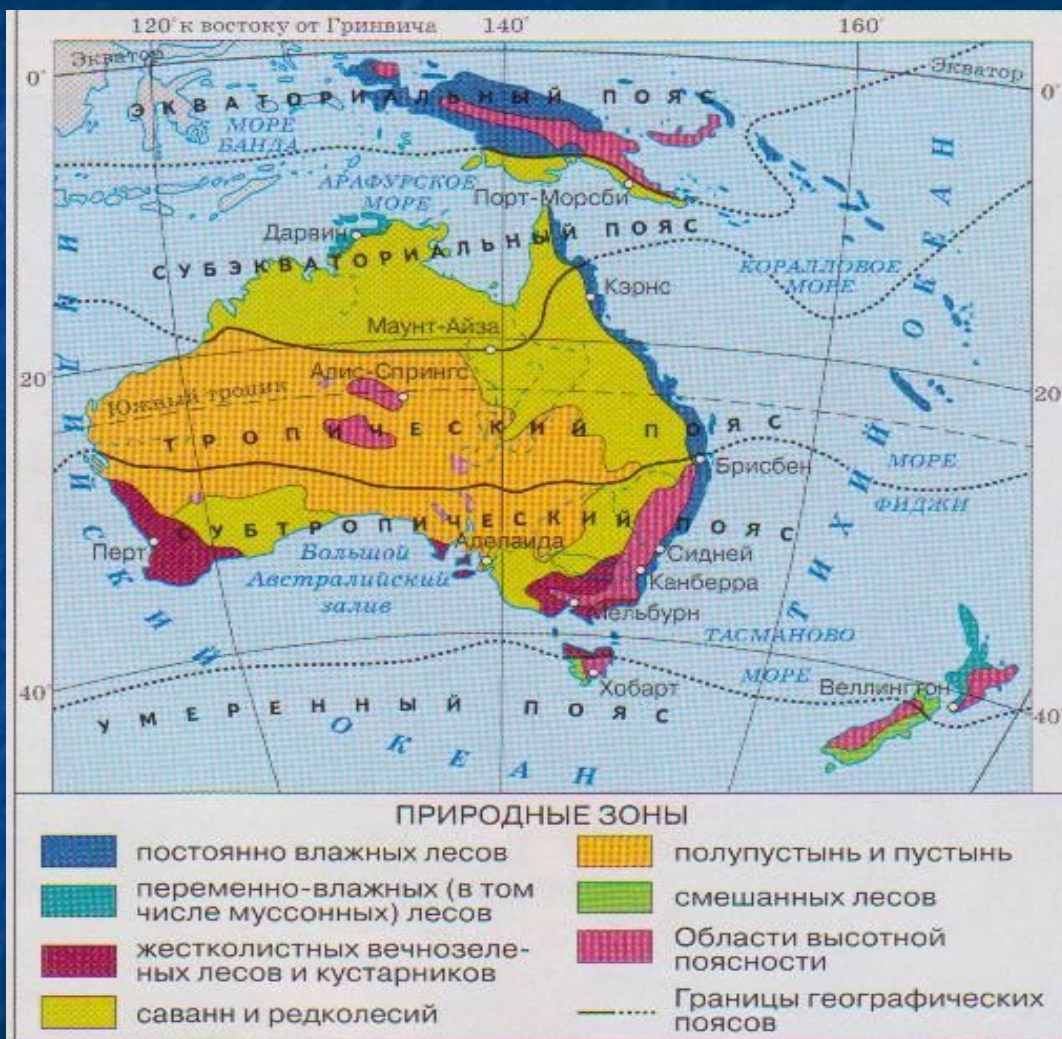 120° к востоку от Гринвича 140° 160°
Экватор
Экватор
0°
0°
ЭКВАТОРИАЛЬНЫЙ ПОЯС
МОРЕ
БАНДА
АРАФУРСКОЕ
МОРЕ
Порт-Морсби
Дарвин
СУБЭКВАТОРИАЛЬНЫЙ ПОЯС
КОРАЛЛОВОЕ
МОРЕ
Кэрнс
Маунт-Айза
Алис-Спрингс
20°
20°
Южный тропик
ТРОПИЧЕСКИЙ ПОЯС
Брисбен
МОРЕ
ФИДЖИ
СУБТРОПИЧЕСКИЙ ПОЯС
Перт
Большой
Австралийский
залив
Аделаида
Сидней
Канберра
Мельбурн
ТАСМАНОВО
МОРЕ
Хобарт
Веллингтон
40°
40°
УМЕРЕННЫЙ ПОЯС
ИНДИЙСКИЙ
ОКЕАН
ТИХИЙ
ОКЕАН
ПРИРОДНЫЕ ЗОНЫ
постоянно влажных лесов
переменно-влажных (в том
числе муссонных) лесов
жестколистных вечнозеле-
ных лесов и кустарников
саванн и редколесий
полупустынь и пустынь
смешанных лесов
Области высотной
поясности
Границы географических
поясов